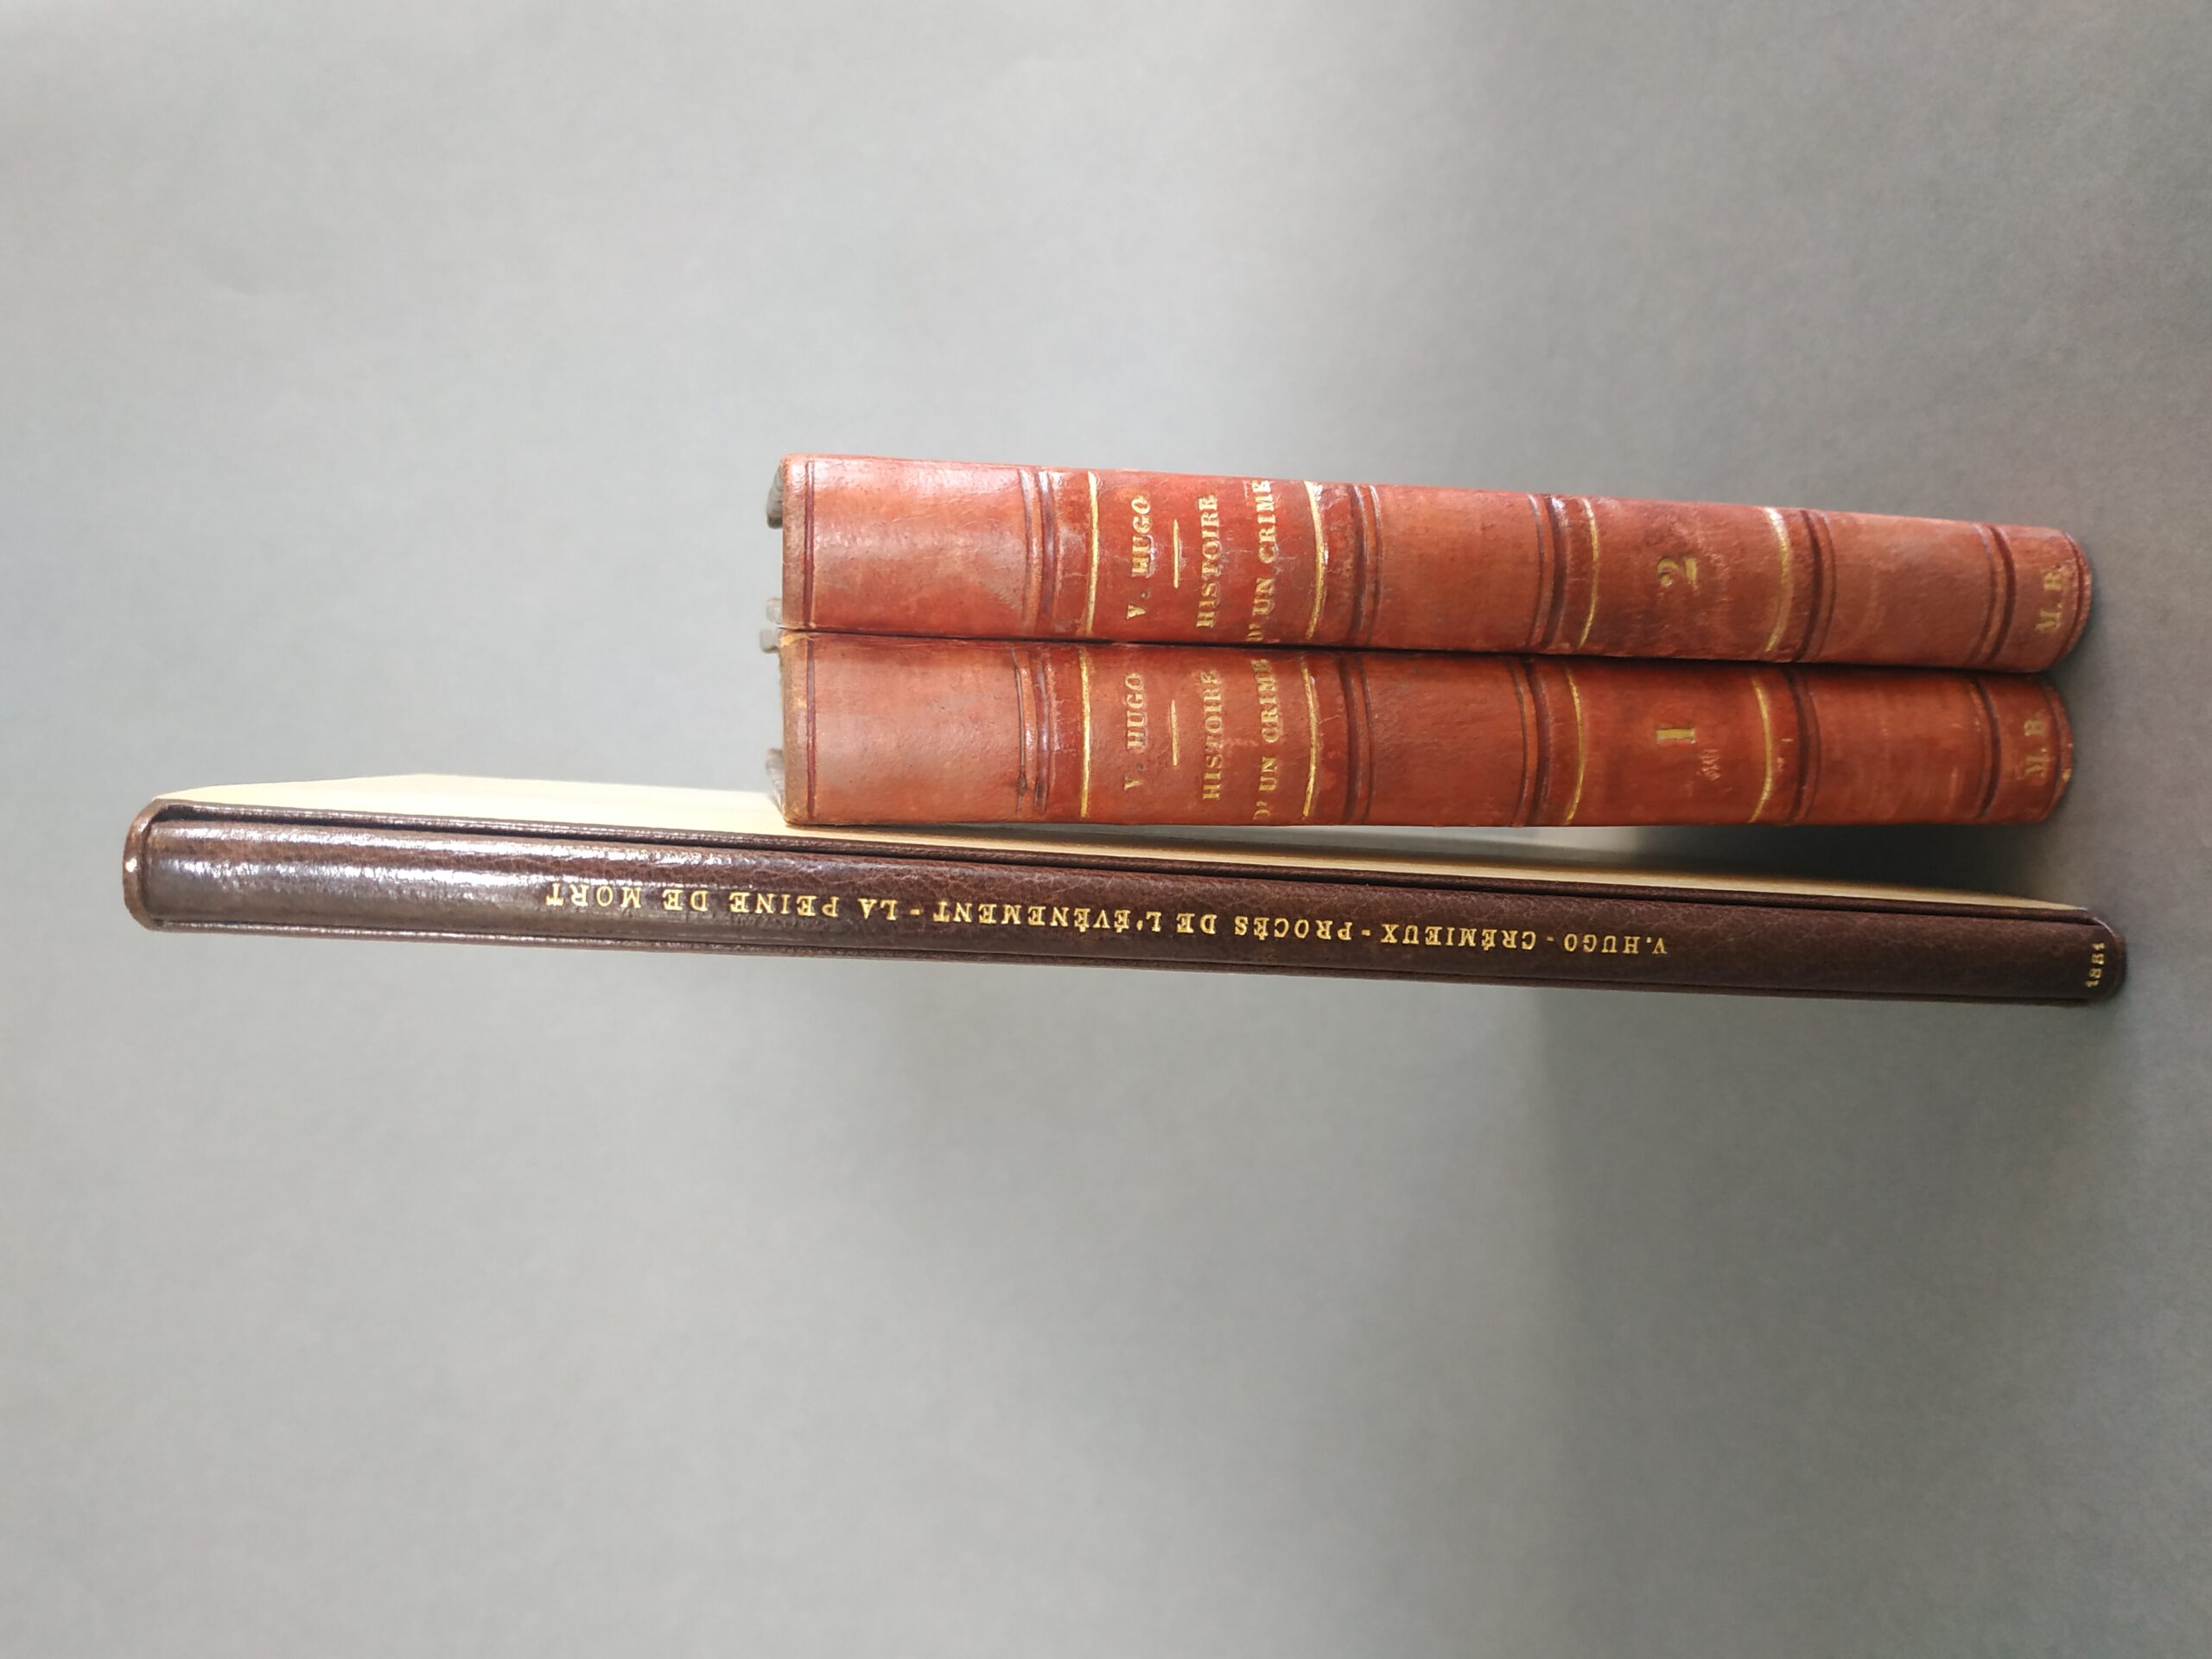 V. HUGO - CRÉMIEUX - PROCÈS DE L'ÉVÈNEMENT - LA PEINE DE MORT
1851
V. HUGO
HISTOIRE
D'UN CRIME
1
M. B.
V. HUGO
HISTOIRE
D'UN CRIME
2
M. B.